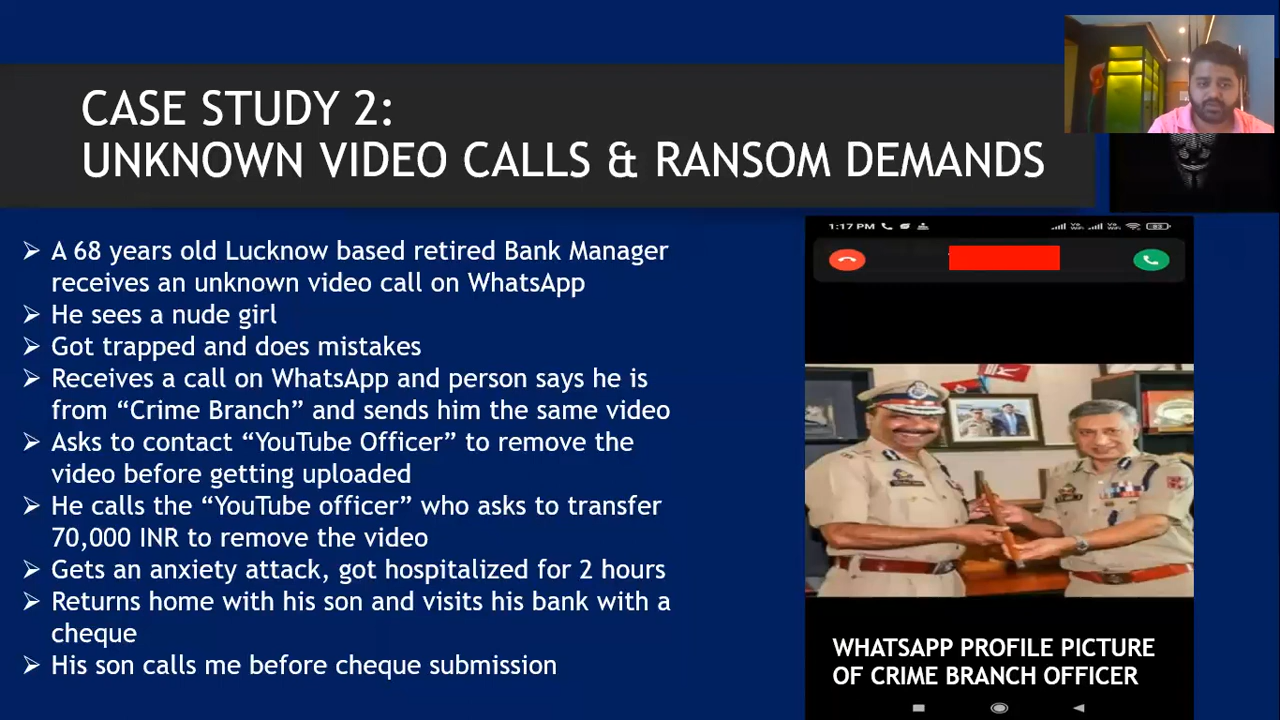 CASE STUDY 2:
UNKNOWN VIDEO CALLS & RANSOM DEMANDS
➢ A 68 years old Lucknow based retired Bank Manager
receives an unknown video call on WhatsApp
➢ He sees a nude girl
➢ Got trapped and does mistakes
➢ Receives a call on WhatsApp and person says he is
from “Crime Branch” and sends him the same video
➢ Asks to contact “YouTube Officer” to remove the
video before getting uploaded
➢ He calls the “YouTube officer” who asks to transfer
70,000 INR to remove the video
➢ Gets an anxiety attack, got hospitalized for 2 hours
➢ Returns home with his son and visits his bank with a
cheque
➢ His son calls me before cheque submission
1:17 PM
WHATSAPP PROFILE PICTURE
OF CRIME BRANCH OFFICER